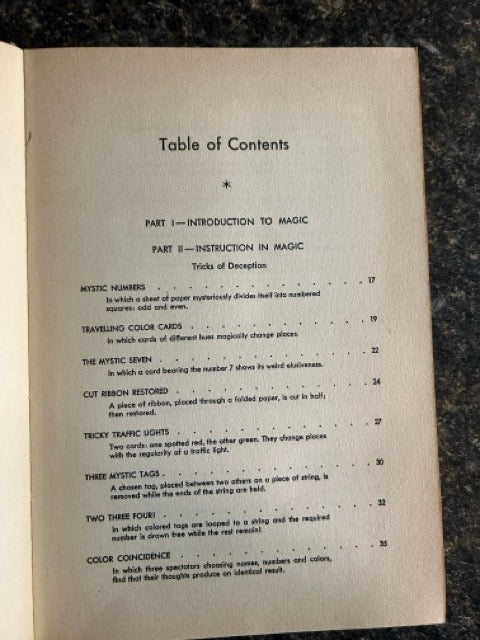 Table of Contents
*
PART I—INTRODUCTION TO MAGIC
PART II—INSTRUCTION IN MAGIC
Tricks of Deception
MYSTIC NUMBERS . . . . . . . . . . . . 17
In which a sheet of paper mysteriously divides itself into numbered
squares: odd and even.
TRAVELLING COLOR CARDS . . . . . . . . . . 19
In which cards of different hues magically change places.
THE MYSTIC SEVEN . . . . . . . . . . . . 22
In which a card bearing the number 7 shows its weird elusiveness.
CUT RIBBON RESTORED . . . . . . . . . . . 24
A piece of ribbon, placed through a folded paper, is cut in half;
then restored.
TRICKY TRAFFIC LIGHTS . . . . . . . . . . . 27
Two cards: one spotted red, the other green. They change places
with the regularity of a traffic light.
THREE MYSTIC TAGS . . . . . . . . . . . . 30
A chosen tag, placed between two others on a piece of string, is
removed while the ends of the string are held.
TWO THREE FOUR! . . . . . . . . . . . . 32
In which colored tags are looped to a string and the required
number is drawn free while the rest remain!
COLOR COINCIDENCE . . . . . . . . . . . 35
In which three spectators choosing names, numbers and colors,
find that their thoughts produce an identical result.